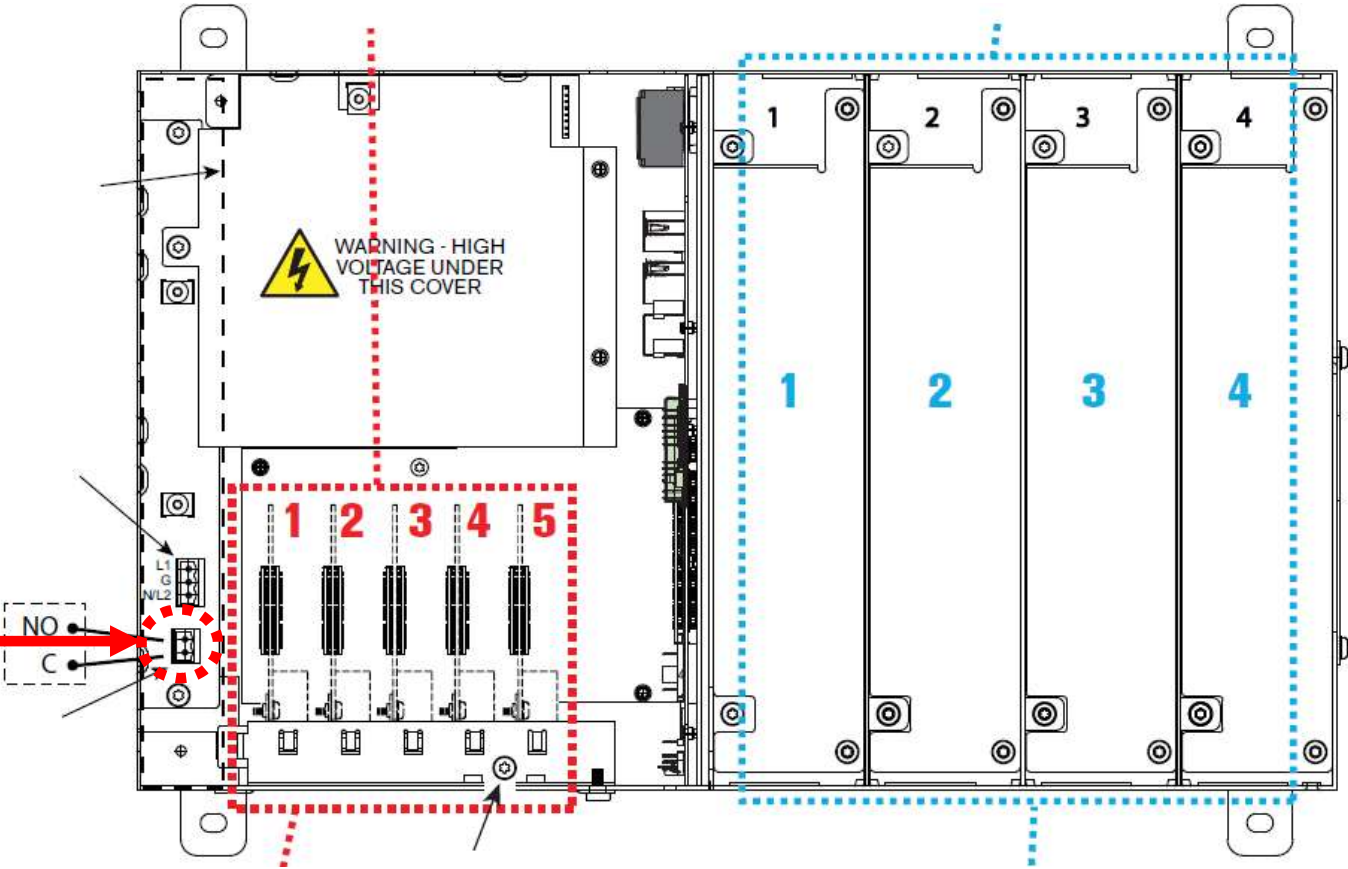 1 2 3 4
WARNING - HIGH
VOLTAGE UNDER
THIS COVER
1 2 3 4
1 2 3 4 5
L1
G
N/L2
NO
C